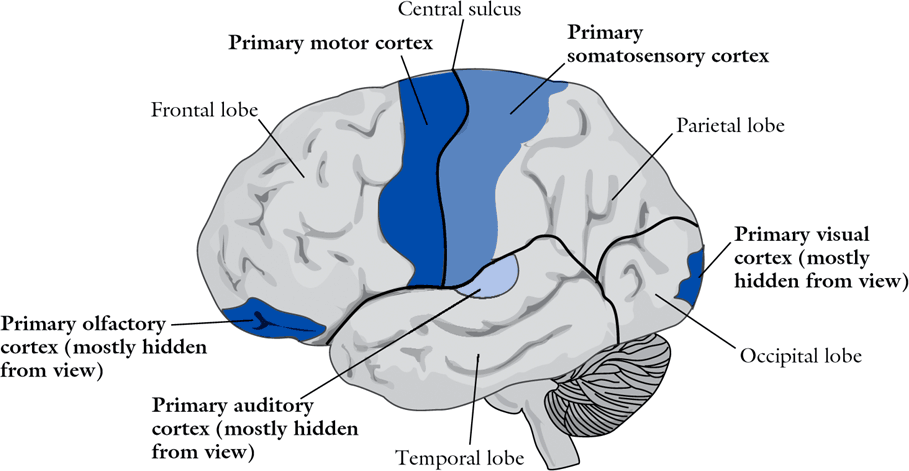 Central sulcus
Primary motor cortex
Primary
somatosensory cortex
Frontal lobe
Parietal lobe
Primary visual
cortex (mostly
hidden from view)
Primary olfactory
cortex (mostly hidden
from view)
Occipital lobe
Primary auditory
cortex (mostly hidden
from view)
Temporal lobe